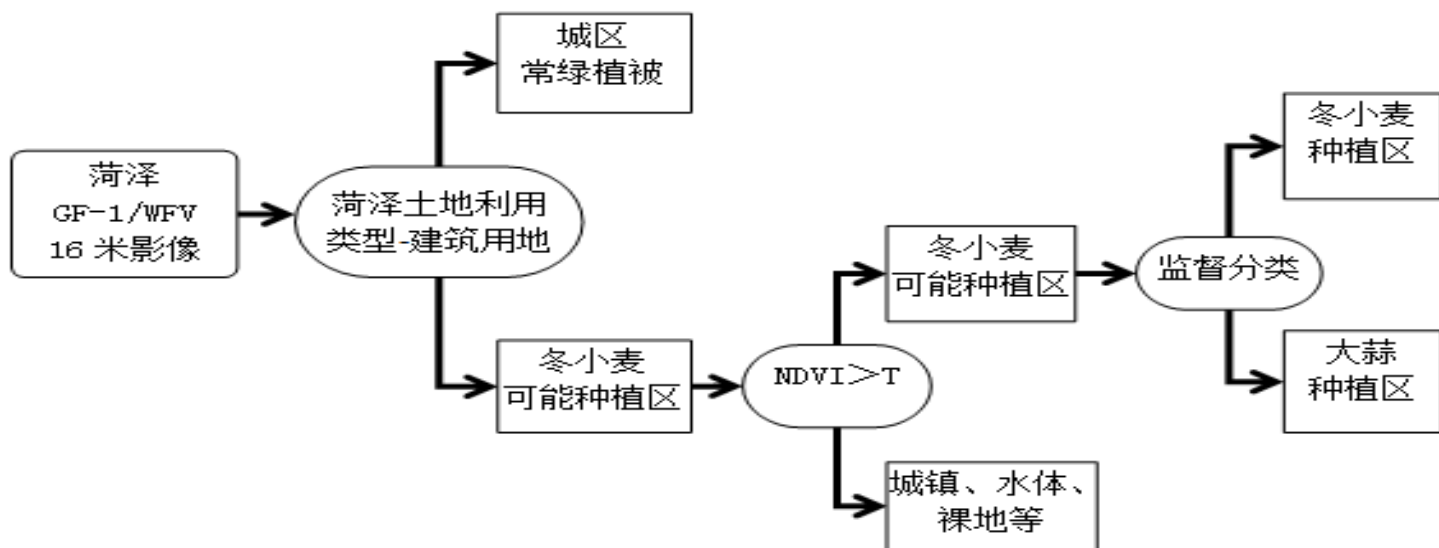 城区
常绿植被
菏泽
GF-1/WFV
16 米影像
菏泽土地利用
类型-建筑用地
冬小麦
可能种植区
NDVI＞T
冬小麦
可能种植区
城镇、水体、
裸地等
监督分类
冬小麦
种植区
大蒜
种植区